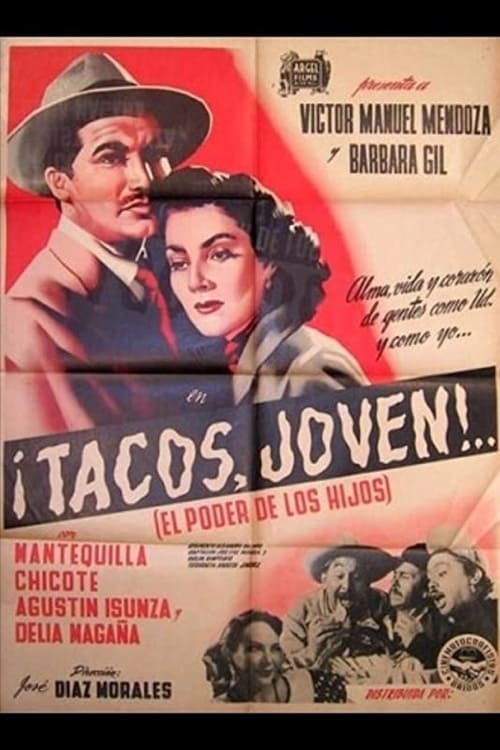 ARGEL
FILMS
presenta a
VICTOR MANUEL MENDOZA
y BARBARA GIL
Alma, vida y corazón
de gentes como Ud.
y como yo...
en
¡TACOS, JOVEN!..
(EL PODER DE LOS HIJOS)
con
MANTEQUILLA
CHICOTE
AGUSTIN ISUNZA y
DELIA MAGAÑA
Dirección:
José DIAZ MORALES
DISTRIBUIDA POR: